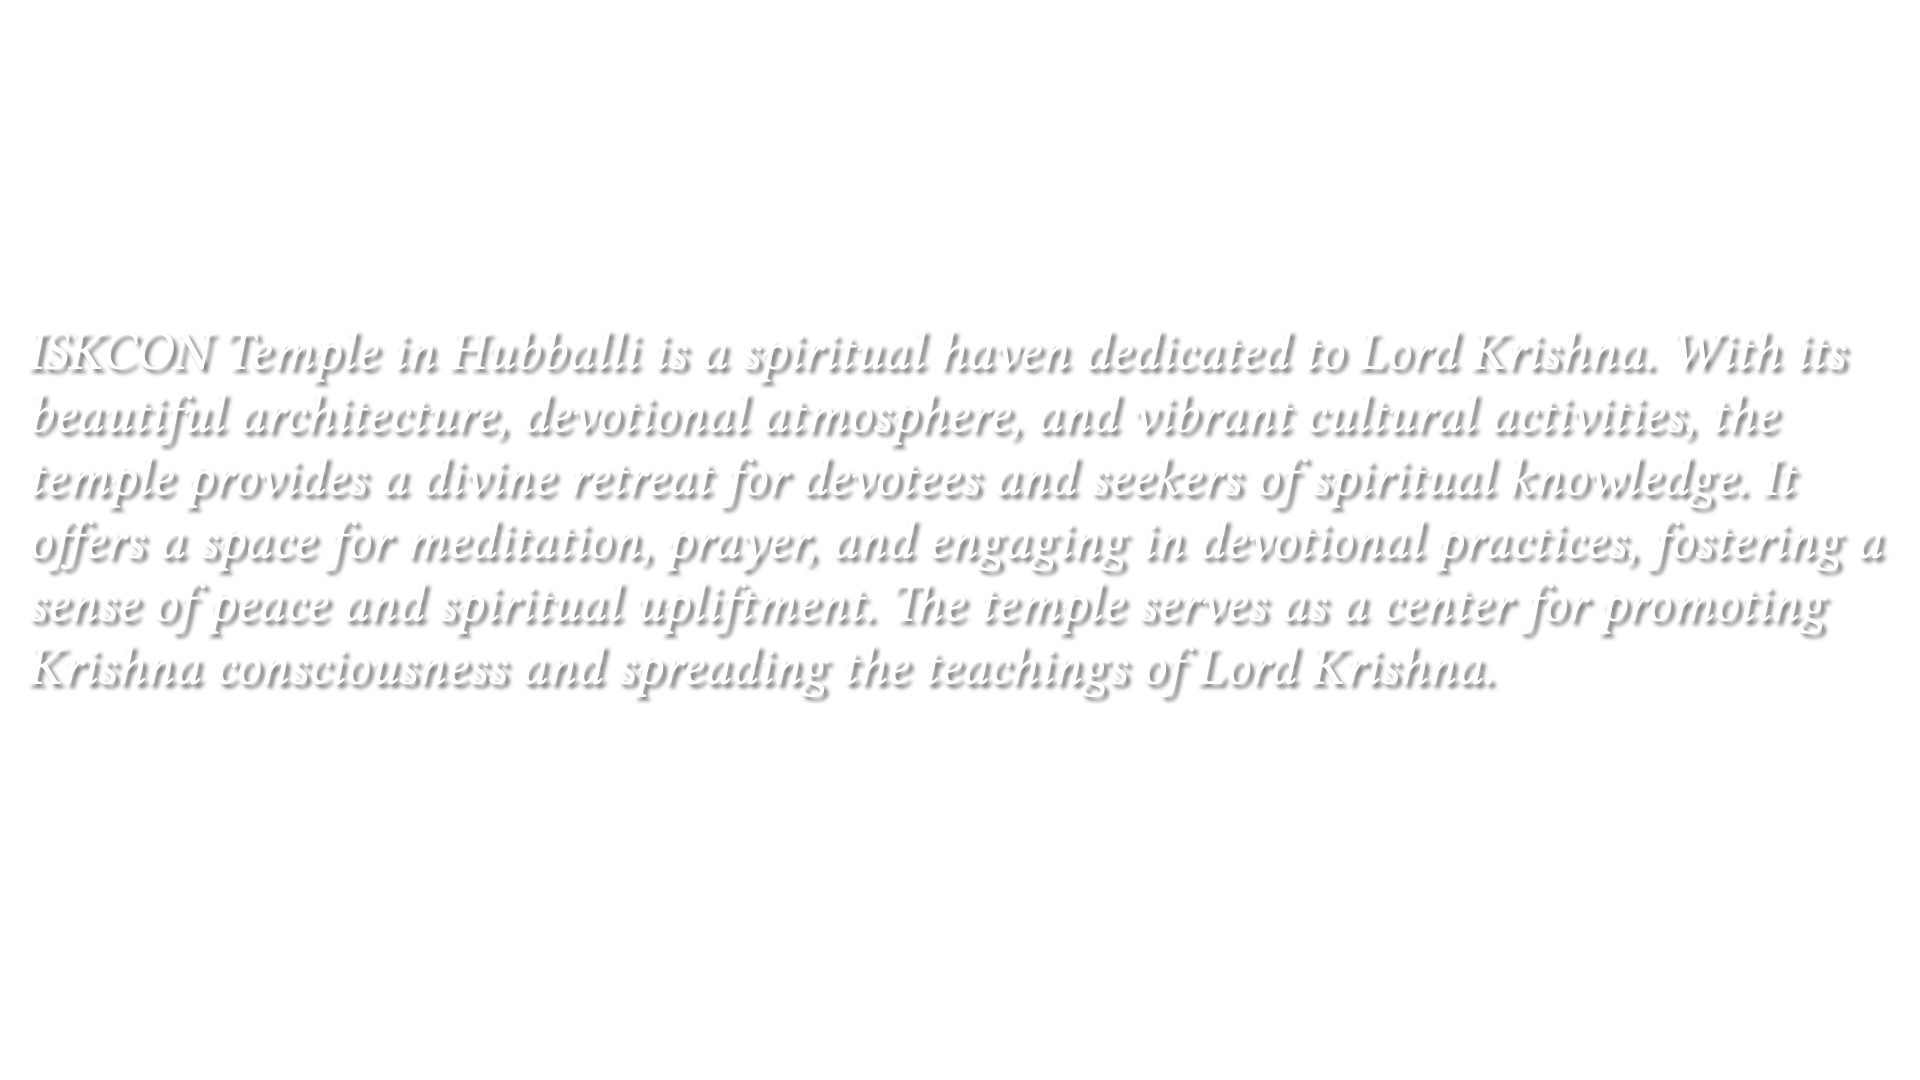 ISKCON Temple in Hubballi is a spiritual haven dedicated to Lord Krishna. With its
beautiful architecture, devotional atmosphere, and vibrant cultural activities, the
temple provides a divine retreat for devotees and seekers of spiritual knowledge. It
offers a space for meditation, prayer, and engaging in devotional practices, fostering a
sense of peace and spiritual upliftment. The temple serves as a center for promoting
Krishna consciousness and spreading the teachings of Lord Krishna.